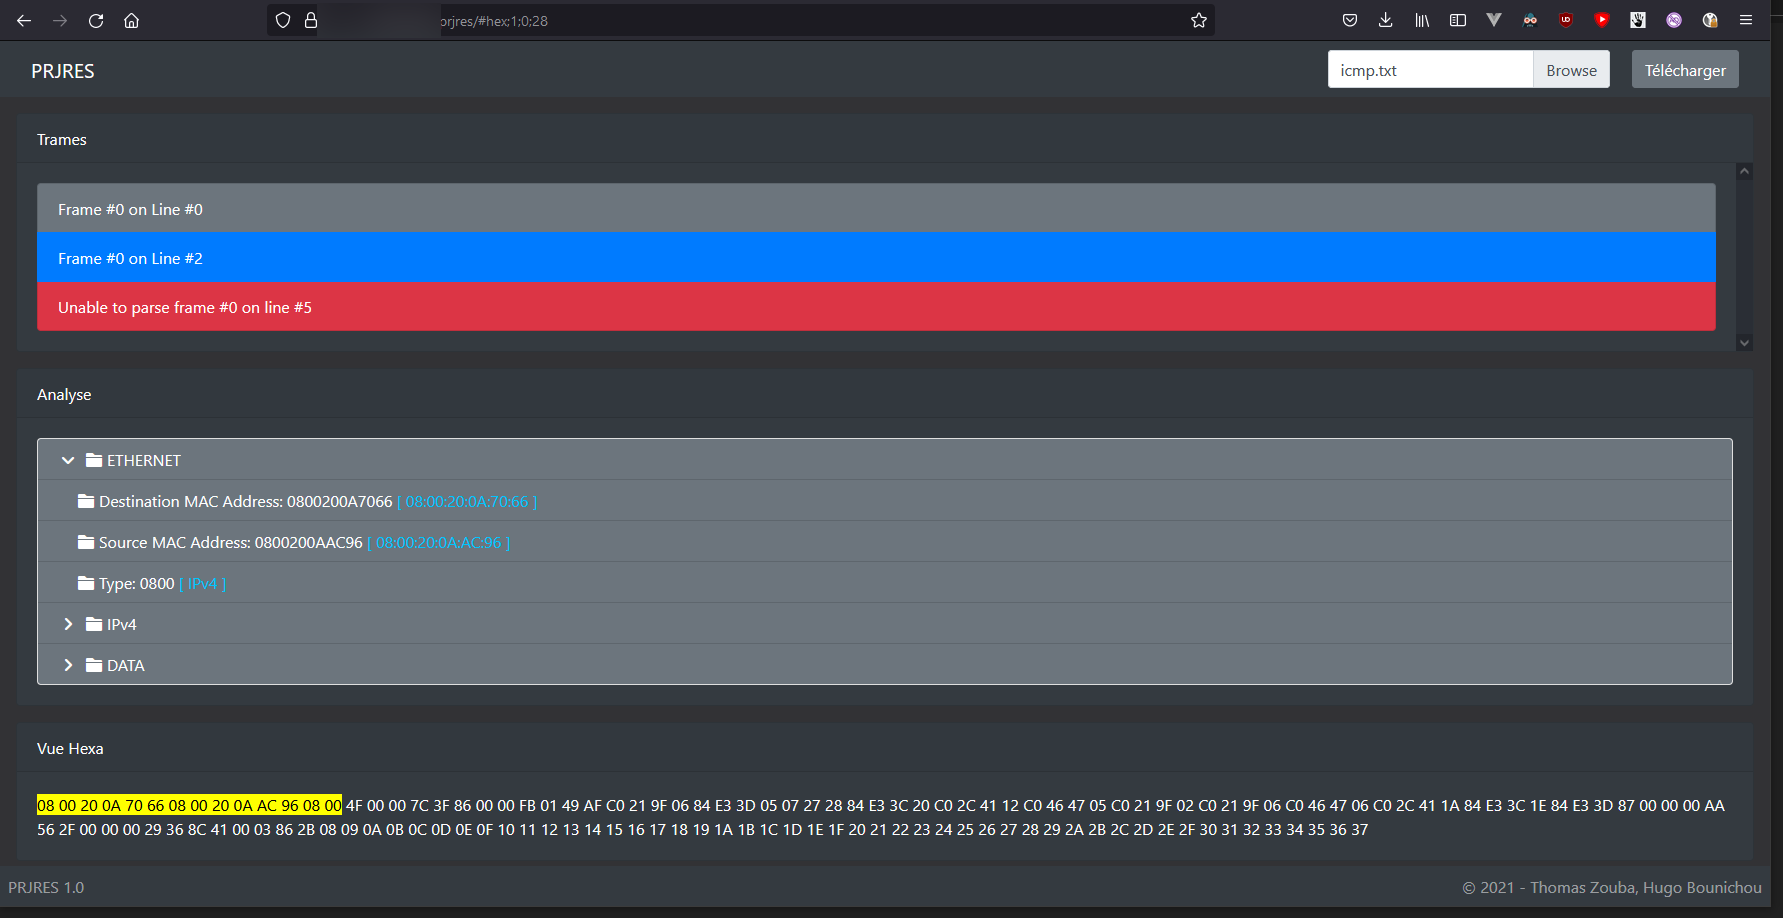 orjres/#hex;1;0;28
PRJRES
icmp.txt Browse Télécharger
Trames
Frame #0 on Line #0
Frame #0 on Line #2
Unable to parse frame #0 on line #5
Analyse
ETHERNET
Destination MAC Address: 0800200A7066 [ 08:00:20:0A:70:66 ]
Source MAC Address: 0800200AAC96 [ 08:00:20:0A:AC:96 ]
Type: 0800 [ IPv4 ]
IPv4
DATA
Vue Hexa
08 00 20 0A 70 66 08 00 20 0A AC 96 08 00 4F 00 00 7C 3F 86 00 00 FB 01 49 AF C0 21 9F 06 84 E3 3D 05 07 27 28 84 E3 3C 20 C0 2C 41 12 C0 46 47 05 C0 21 9F 02 C0 21 9F 06 C0 46 47 06 C0 2C 41 1A 84 E3 3C 1E 84 E3 3D 87 00 00 00 AA
56 2F 00 00 00 29 36 8C 41 00 03 86 2B 08 09 0A 0B 0C 0D 0E 0F 10 11 12 13 14 15 16 17 18 19 1A 1B 1C 1D 1E 1F 20 21 22 23 24 25 26 27 28 29 2A 2B 2C 2D 2E 2F 30 31 32 33 34 35 36 37
PRJRES 1.0
© 2021 - Thomas Zouba, Hugo Bounichou